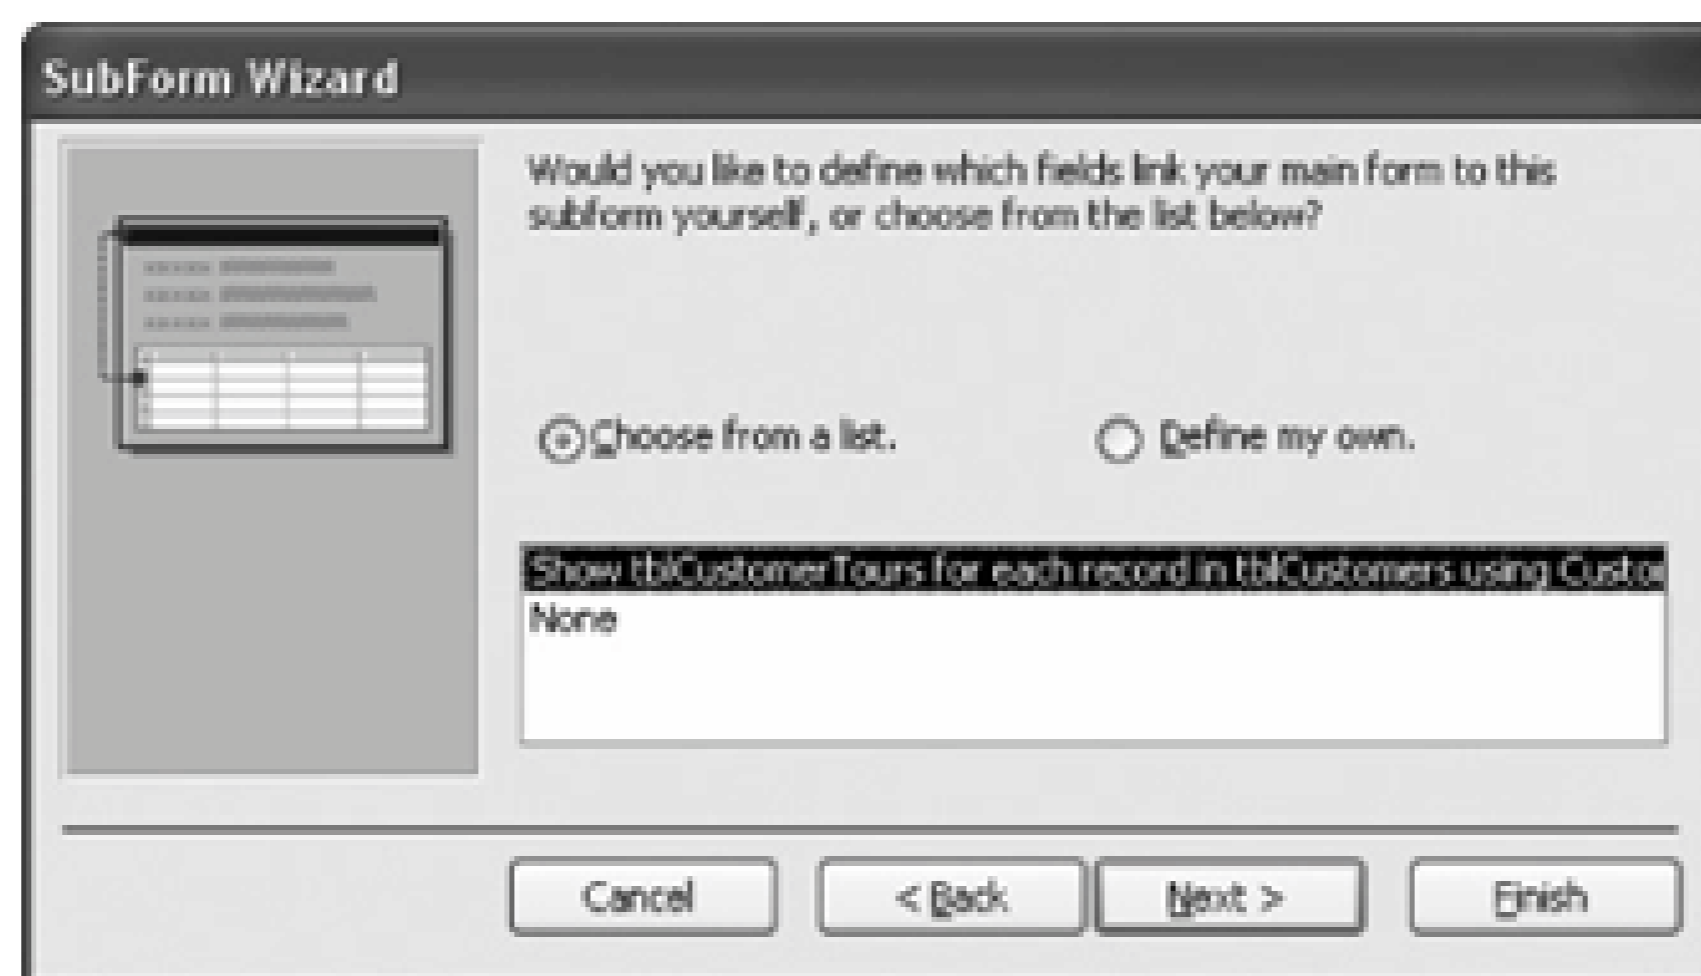 SubForm Wizard
Would you like to define which fields link your main form to this
subform yourself, or choose from the list below?
Choose from a list.
Define my own.
Show tblCustomerTours for each record in tblCustomers using Custo
None
Cancel
< Back
Next >
Finish